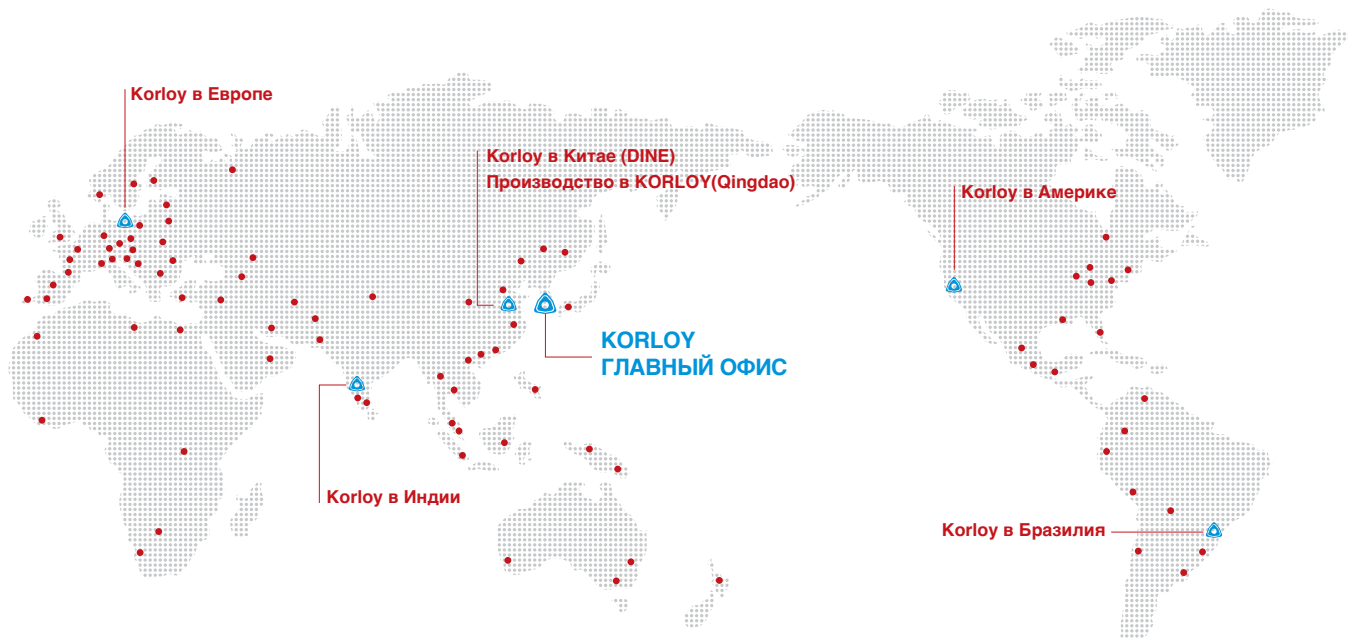 Korloy в Европе
Korloy в Китае (DINE)
Производство в KORLOY(Qingdao)
Korloy в Америке
KORLOY
ГЛАВНЫЙ ОФИС
Korloy в Индии
Korloy в Бразилия